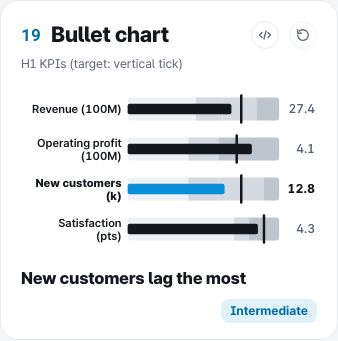 19 Bullet chart
</>
H1 KPIs (target: vertical tick)
Revenue (100M) 27.4
Operating profit
(100M) 4.1
New customers
(k) 12.8
Satisfaction
(pts) 4.3
New customers lag the most
Intermediate